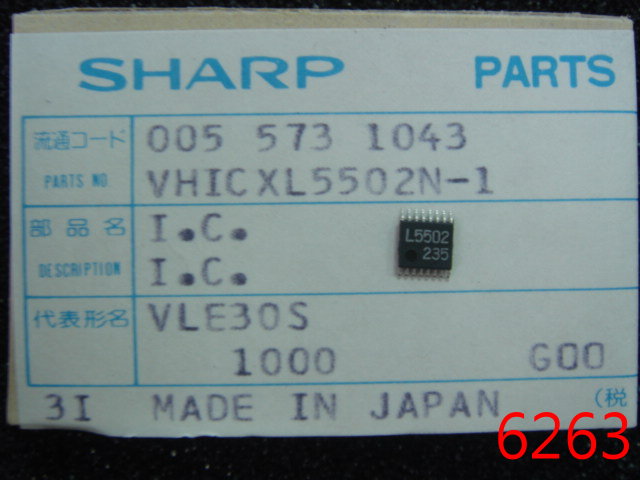 SHARP PARTS
流通コード 005 573 1043
PARTS NO VHICXL5502N-1
部品名 I.C.
DESCRIPTION I.C.
L5502
235
代表形名 VLE30S
1000 G00
3I MADE IN JAPAN (税
6263